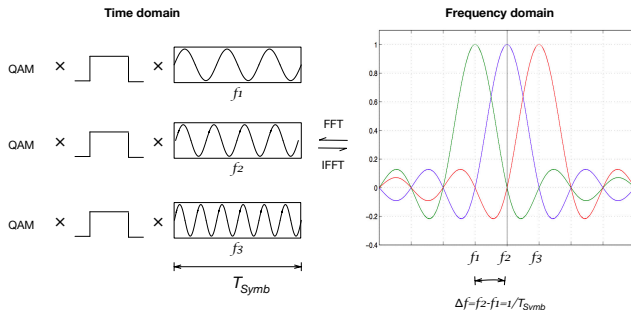 Time domain
QAM × × f1
QAM × × f2
QAM × × f3
TSymb
FFT
IFFT
Frequency domain
1
0.8
0.6
0.4
0.2
0
−0.2
−0.4
f1 f2 f3
Δf=f2-f1=1/TSymb